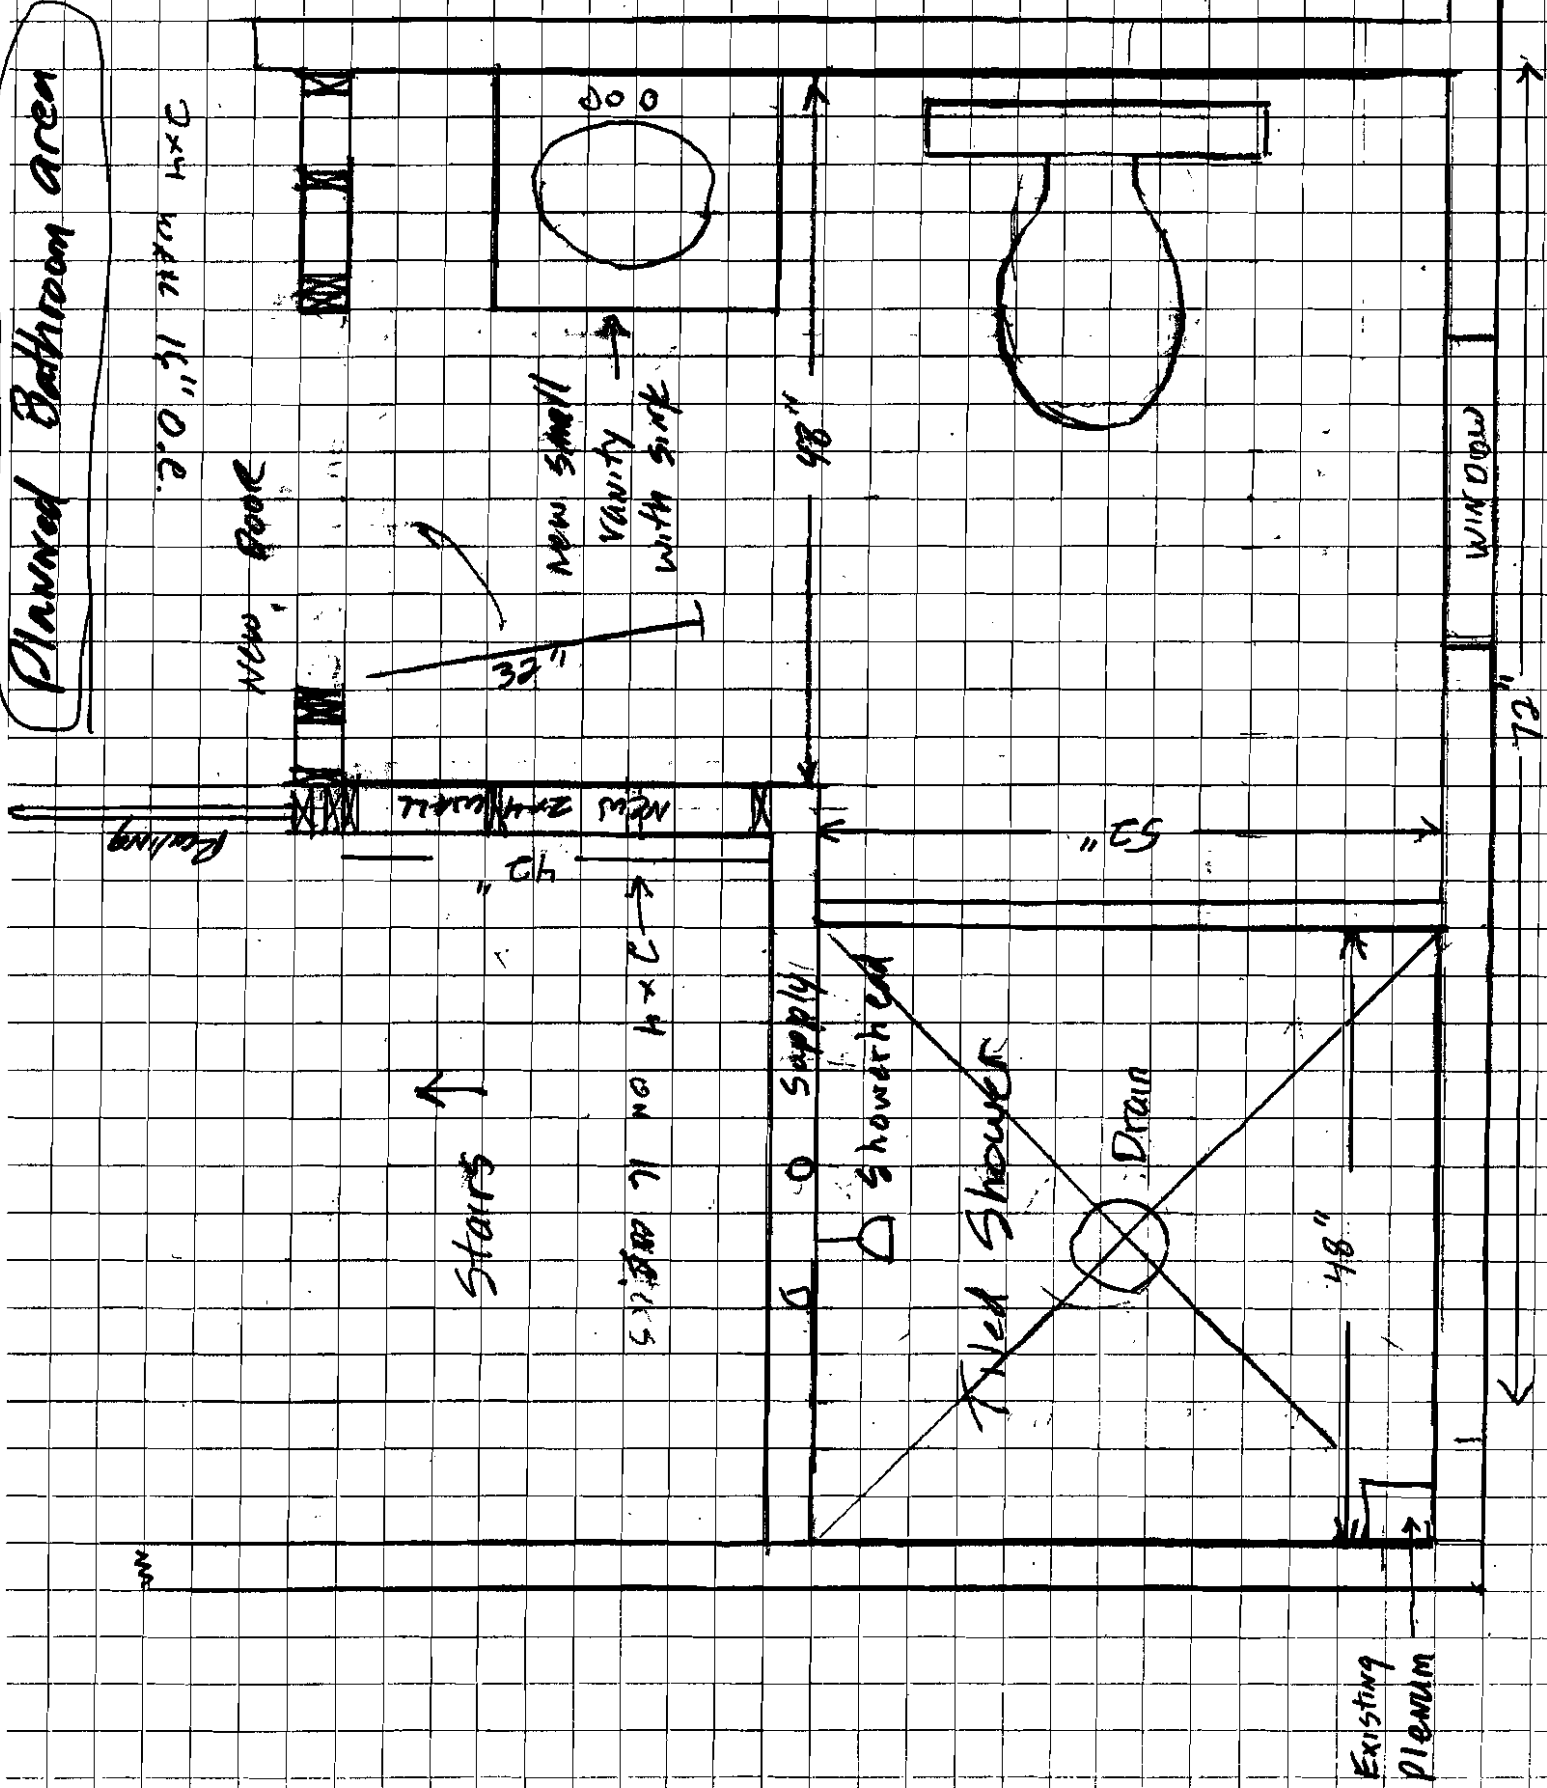 Planned Bathroom area
2x4 WALL 16" O.C.
New Door
Railing
New small
vanity
with sink
32"
48"
New 2x4 WALL
42"
52"
WINDOW
72"
Stairs
2x4 ON 16
Supply
Showerhead
Tiled Shower
Drain
48"
Existing
Plenum